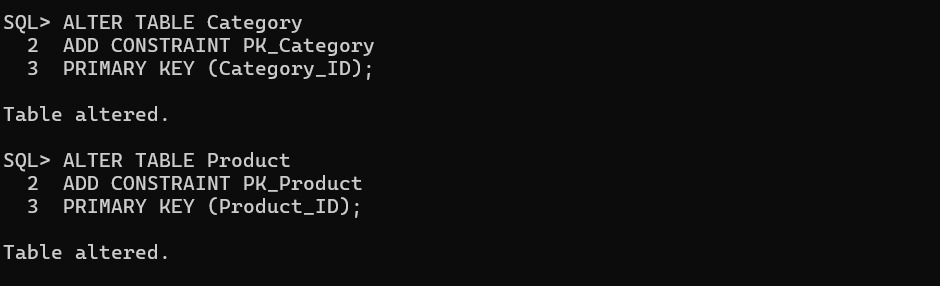 SQL> ALTER TABLE Category
  2  ADD CONSTRAINT PK_Category
  3  PRIMARY KEY (Category_ID);
Table altered.
SQL> ALTER TABLE Product
  2  ADD CONSTRAINT PK_Product
  3  PRIMARY KEY (Product_ID);
Table altered.